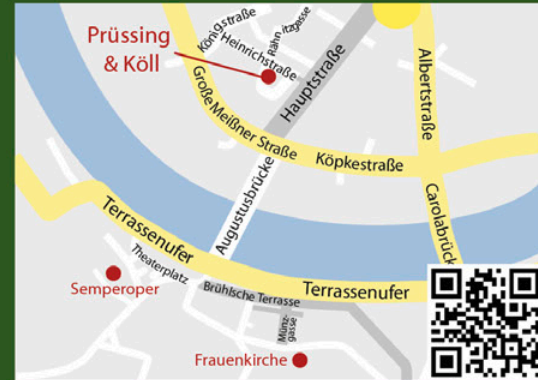 Prüssing
& Köll
Königstraße
Rähnitzgasse
Heinrichstraße
Hauptstraße
Albertstraße
Große Meißner Straße
Köpkestraße
Augustusbrücke
Carolabrück
Terrassenufer
Theaterplatz
Semperoper
Brühlsche Terrasse
Terrassenufer
Münz-
gasse
Frauenkirche